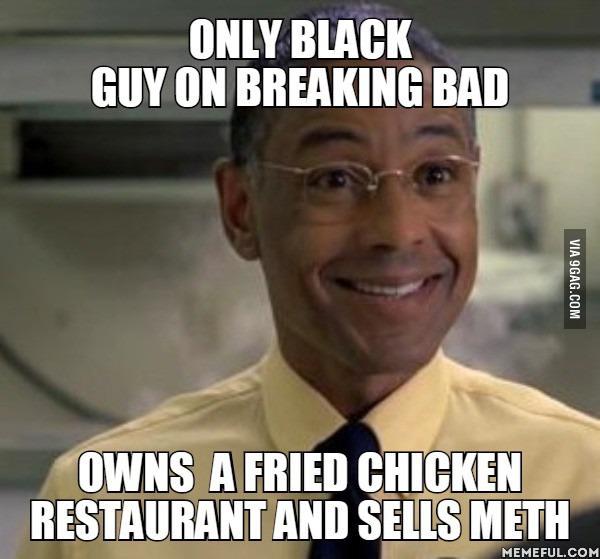 ONLY BLACK
GUY ON BREAKING BAD
VIA 9GAG.COM
OWNS A FRIED CHICKEN
RESTAURANT AND SELLS METH
MEMEFUL.COM